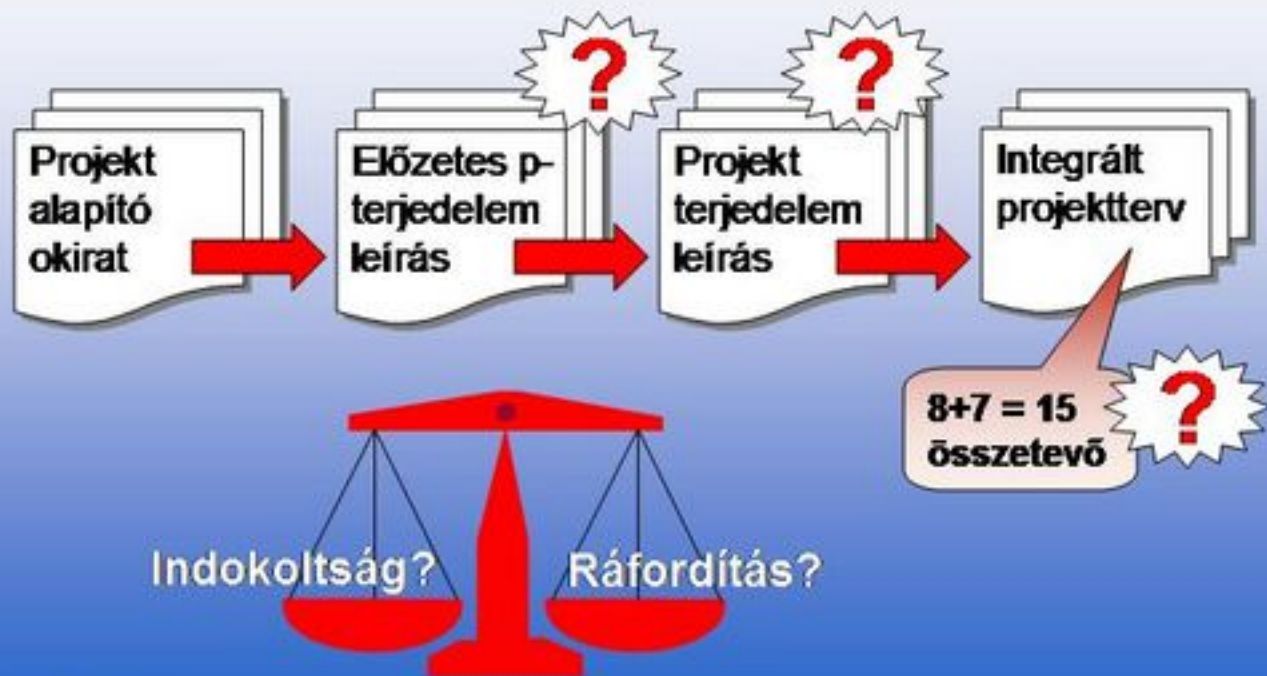 ?
?
Projekt
alapító
okirat
Előzetes p-
terjedelem
leírás
Projekt
terjedelem
leírás
Integrált
projektterv
8+7 = 15
összetevő
?
Indokoltság?
Ráfordítás?